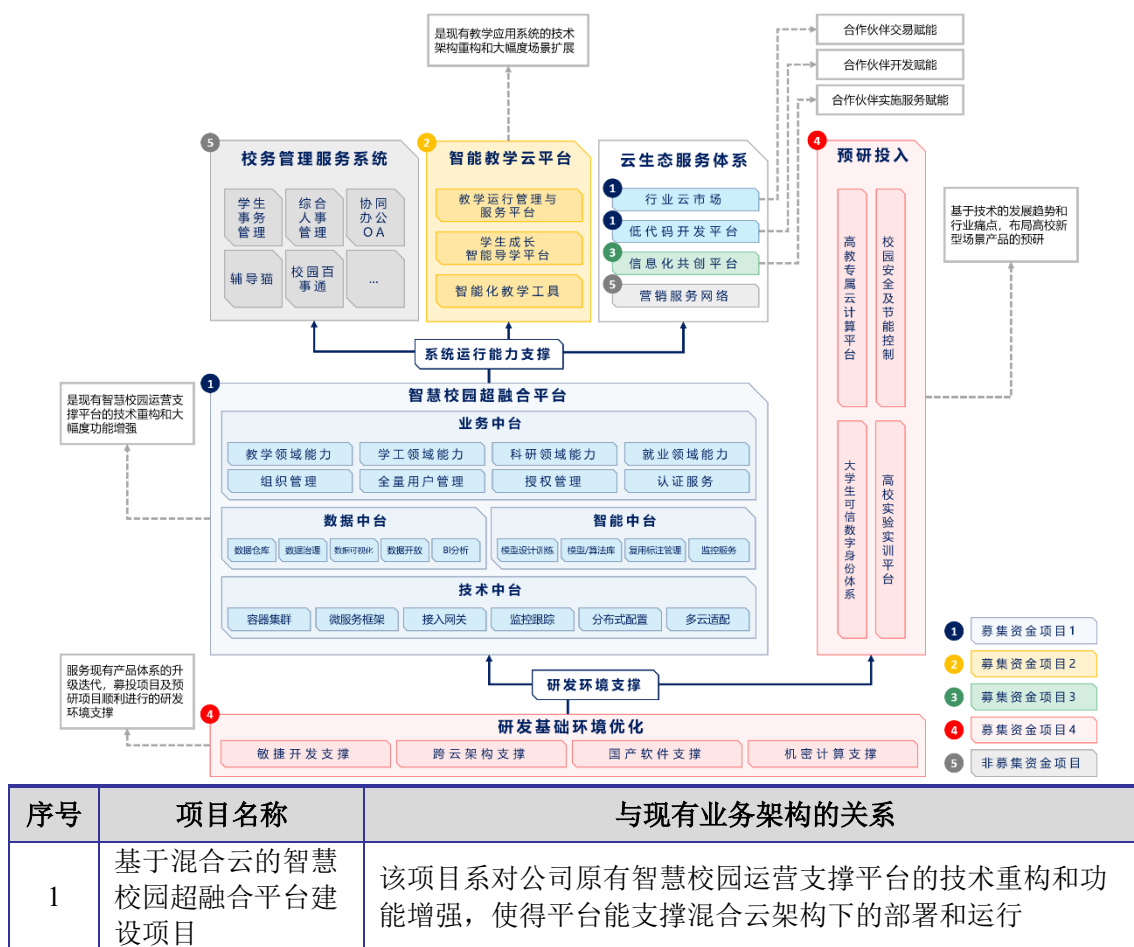 是现有教学应用系统的技术
架构重构和大幅度场景扩展
合作伙伴交易赋能
合作伙伴开发赋能
合作伙伴实施服务赋能
5
校务管理服务系统
学生
事务
管理
综合
人事
管理
协同
办公
OA
辅导猫
校园百
事通
...
2
智能教学云平台
教学运行管理与
服务平台
学生成长
智能导学平台
智能化教学工具
云生态服务体系
1
行业云市场
1
低代码开发平台
3
信息化共创平台
5
营销服务网络
4
预研投入
高教专属云计算平台
校园安全及节能控制
大学生可信数字身份体系
高校实验实训平台
基于技术的发展趋势和
行业痛点，布局高校新
型场景产品的预研
系统运行能力支撑
是现有智慧校园运营支
撑平台的技术重构和大
幅度功能增强
1
智慧校园超融合平台
业务中台
教学领域能力
学工领域能力
科研领域能力
就业领域能力
组织管理
全量用户管理
授权管理
认证服务
数据中台
数据仓库
数据治理
数据可视化
数据开放
BI分析
智能中台
模型设计训练
模型/算法库
复用标注管理
监控服务
技术中台
容器集群
微服务框架
接入网关
监控跟踪
分布式配置
多云适配
研发环境支撑
服务现有产品体系的升
级迭代，募投项目及预
研项目顺利进行的研发
环境支撑
4
研发基础环境优化
敏捷开发支撑
跨云架构支撑
国产软件支撑
机密计算支撑
1 募集资金项目1
2 募集资金项目2
3 募集资金项目3
4 募集资金项目4
5 非募集资金项目
序号
项目名称
与现有业务架构的关系
1
基于混合云的智慧
校园超融合平台建
设项目
该项目系对公司原有智慧校园运营支撑平台的技术重构和功
能增强，使得平台能支撑混合云架构下的部署和运行